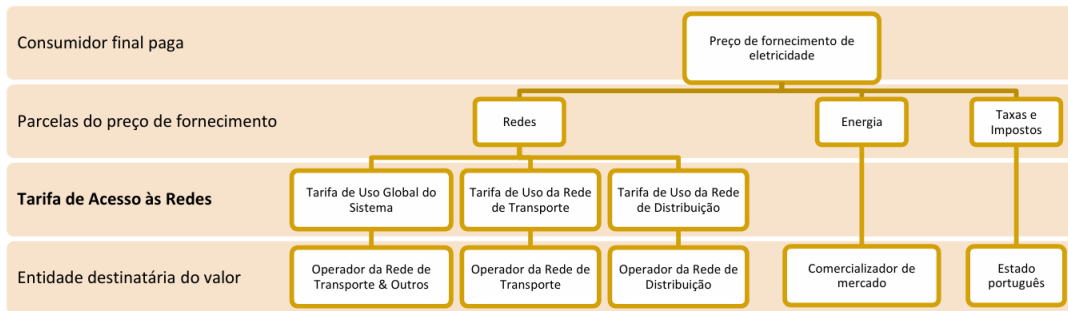 Consumidor final paga
Preço de fornecimento de
eletricidade
Parcelas do preço de fornecimento
Redes
Energia
Taxas e
Impostos
Tarifa de Acesso às Redes
Tarifa de Uso Global do
Sistema
Tarifa de Uso da Rede
de Transporte
Tarifa de Uso da Rede
de Distribuição
Entidade destinatária do valor
Operador da Rede de
Transporte & Outros
Operador da Rede de
Transporte
Operador da Rede de
Distribuição
Comercializador de
mercado
Estado
português